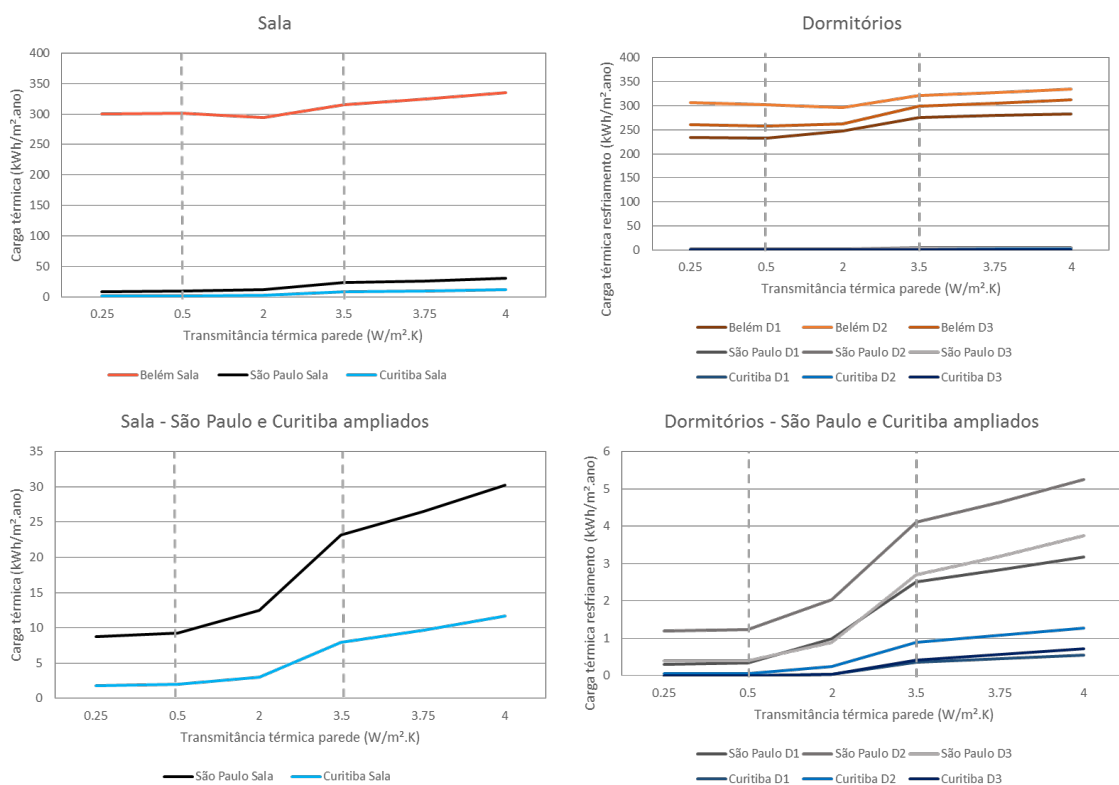 Sala
Carga térmica (kWh/m².ano)
400
350
300
250
200
150
100
50
0
0.25 0.5 2 3.5 3.75 4
Transmitância térmica parede (W/m².K)
Belém Sala São Paulo Sala Curitiba Sala
Dormitórios
Carga térmica resfriamento (kWh/m².ano)
400
350
300
250
200
150
100
50
0
0.25 0.5 2 3.5 3.75 4
Transmitância térmica parede (W/m².K)
Belém D1 Belém D2 Belém D3
São Paulo D1 São Paulo D2 São Paulo D3
Curitiba D1 Curitiba D2 Curitiba D3
Sala - São Paulo e Curitiba ampliados
Carga térmica (kWh/m².ano)
35
30
25
20
15
10
5
0
0.25 0.5 2 3.5 3.75 4
Transmitância térmica parede (W/m².K)
São Paulo Sala Curitiba Sala
Dormitórios - São Paulo e Curitiba ampliados
Carga térmica resfriamento (kWh/m².ano)
6
5
4
3
2
1
0
0.25 0.5 2 3.5 3.75 4
Transmitância térmica parede (W/m².K)
São Paulo D1 São Paulo D2 São Paulo D3
Curitiba D1 Curitiba D2 Curitiba D3